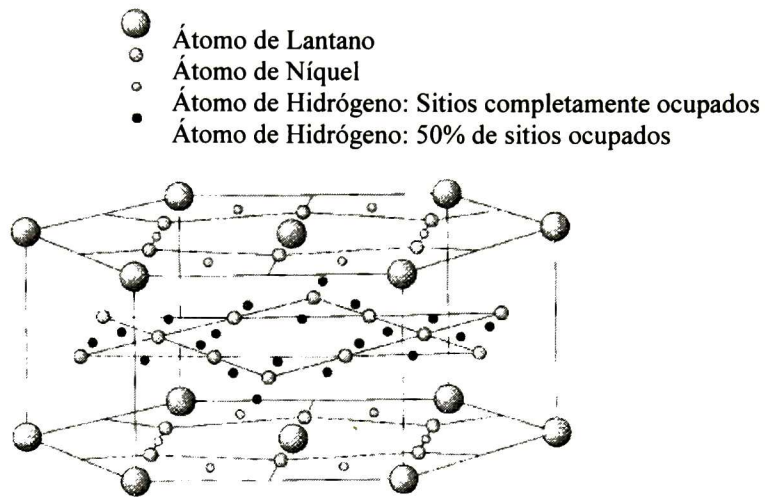 Átomo de Lantano
Átomo de Níquel
Átomo de Hidrógeno: Sitios completamente ocupados
Átomo de Hidrógeno: 50% de sitios ocupados